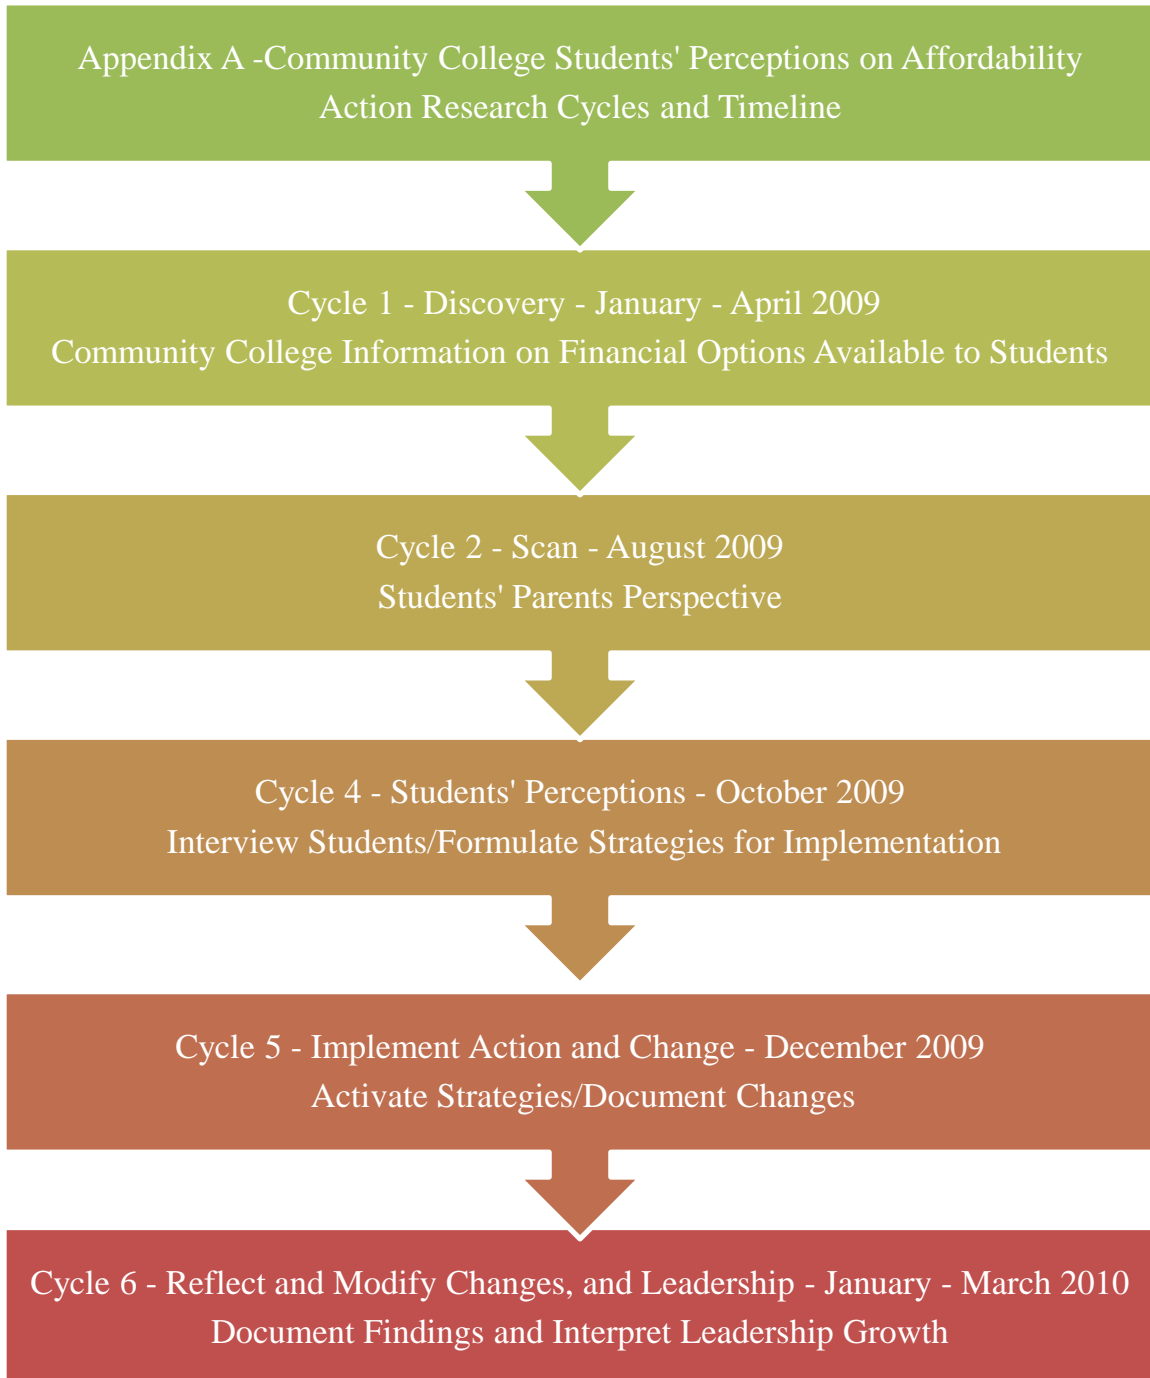 Appendix A -Community College Students' Perceptions on Affordability
Action Research Cycles and Timeline
Cycle 1 - Discovery - January - April 2009
Community College Information on Financial Options Available to Students
Cycle 2 - Scan - August 2009
Students' Parents Perspective
Cycle 4 - Students' Perceptions - October 2009
Interview Students/Formulate Strategies for Implementation
Cycle 5 - Implement Action and Change - December 2009
Activate Strategies/Document Changes
Cycle 6 - Reflect and Modify Changes, and Leadership - January - March 2010
Document Findings and Interpret Leadership Growth